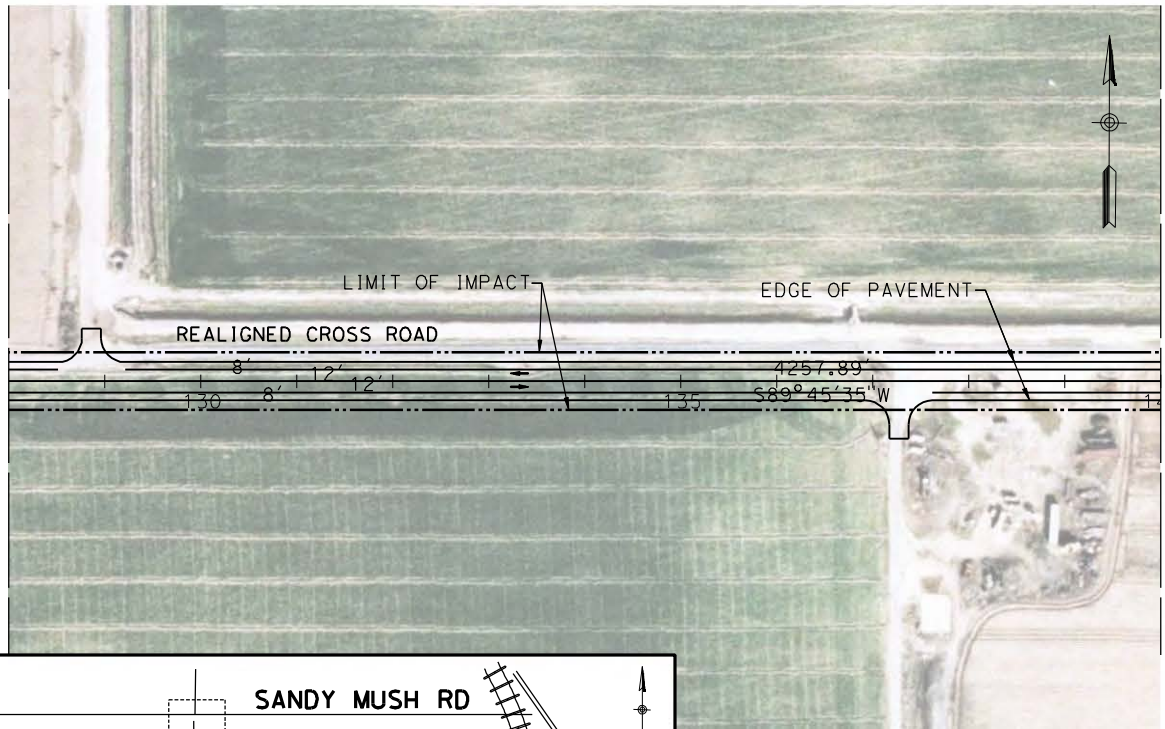 LIMIT OF IMPACT
EDGE OF PAVEMENT
REALIGNED CROSS ROAD
8'
12'
4257.89'
12'
8'
S89°45'35"W
130
135
SANDY MUSH RD